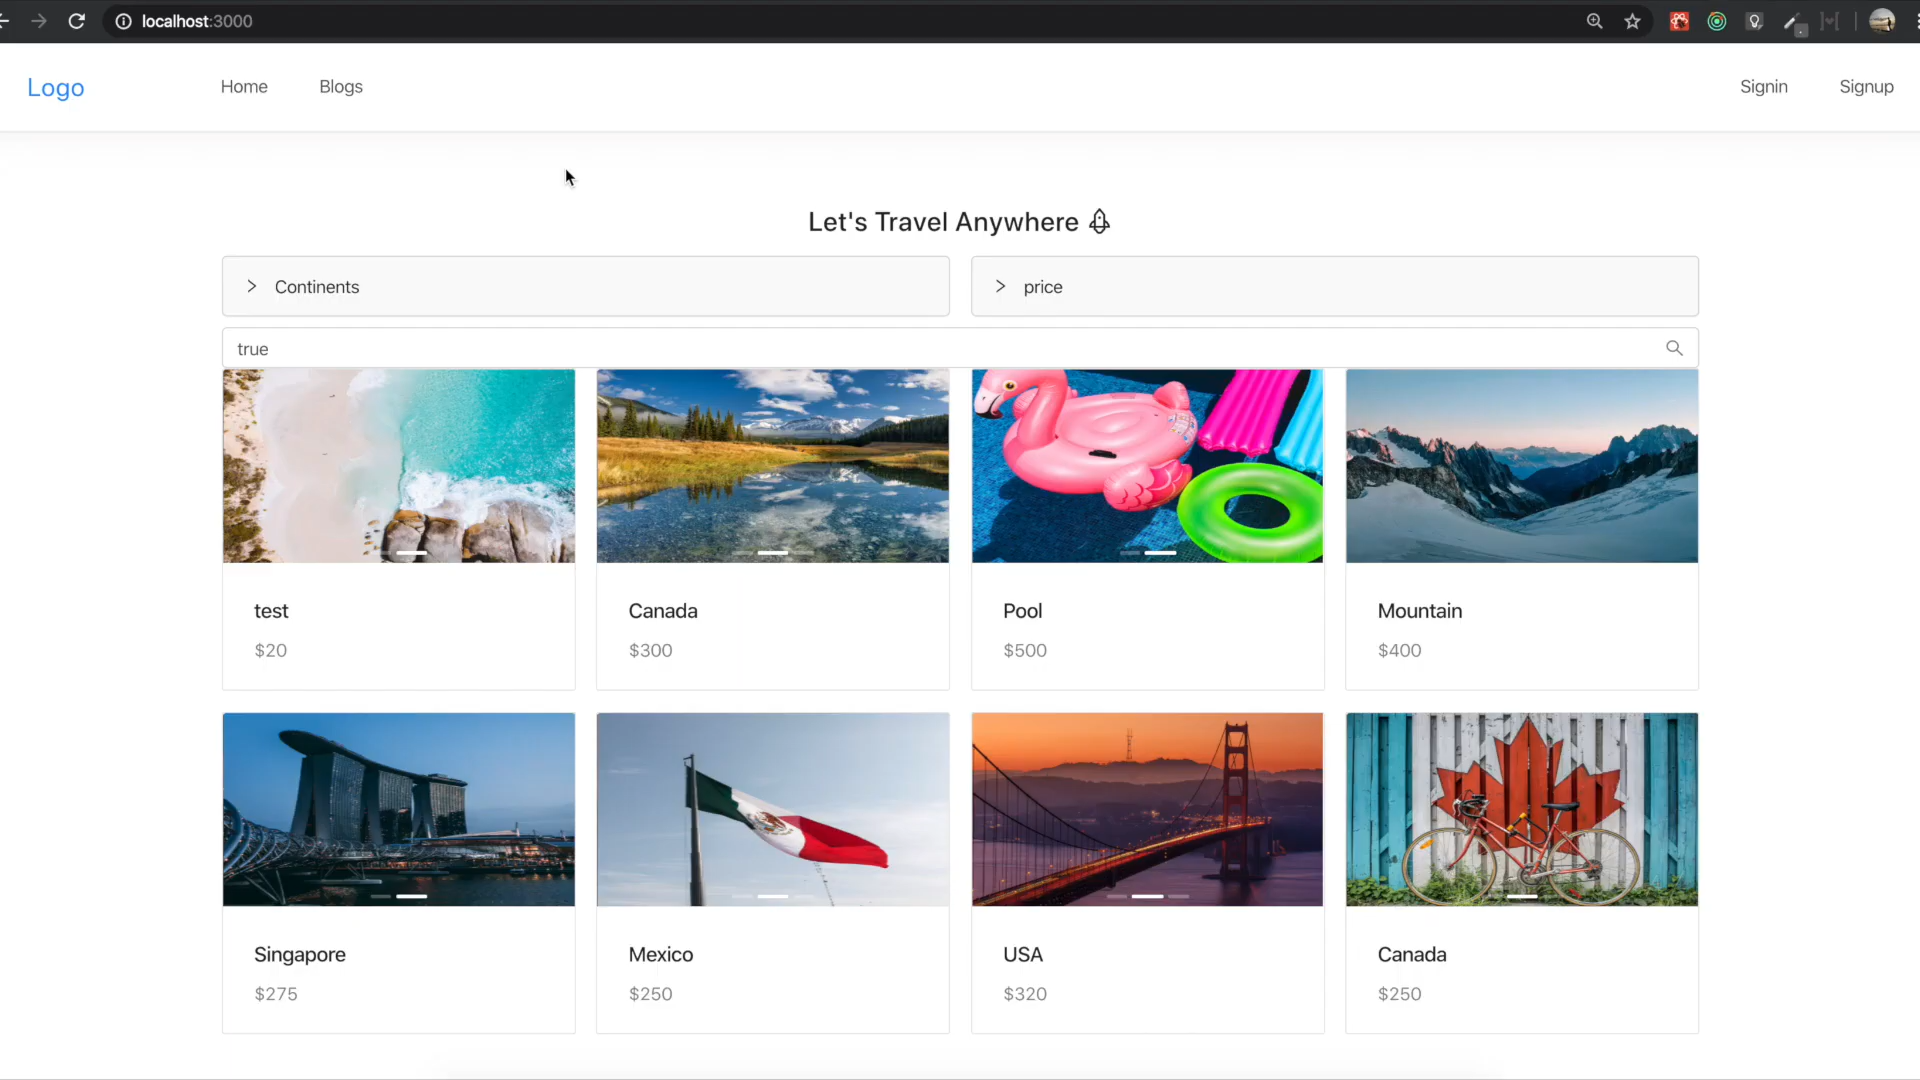 localhost:3000
Logo Home Blogs Signin Signup
Let's Travel Anywhere
Continents price
true
test Canada Pool Mountain
$20 $300 $500 $400
Singapore Mexico USA Canada
$275 $250 $320 $250